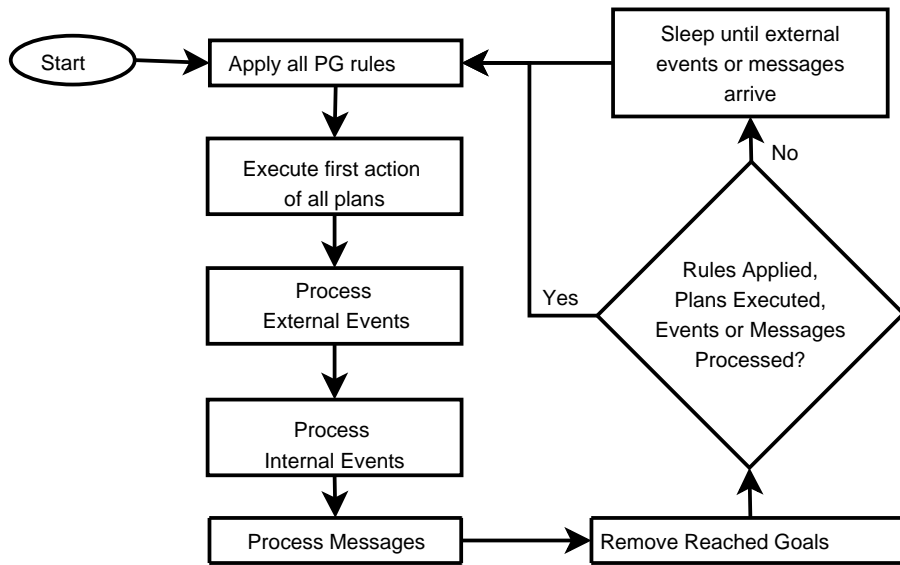 Start
Apply all PG rules
Execute first action
of all plans
Process
External Events
Process
Internal Events
Process Messages
Remove Reached Goals
Rules Applied,
Plans Executed,
Events or Messages
Processed?
Yes
No
Sleep until external
events or messages
arrive